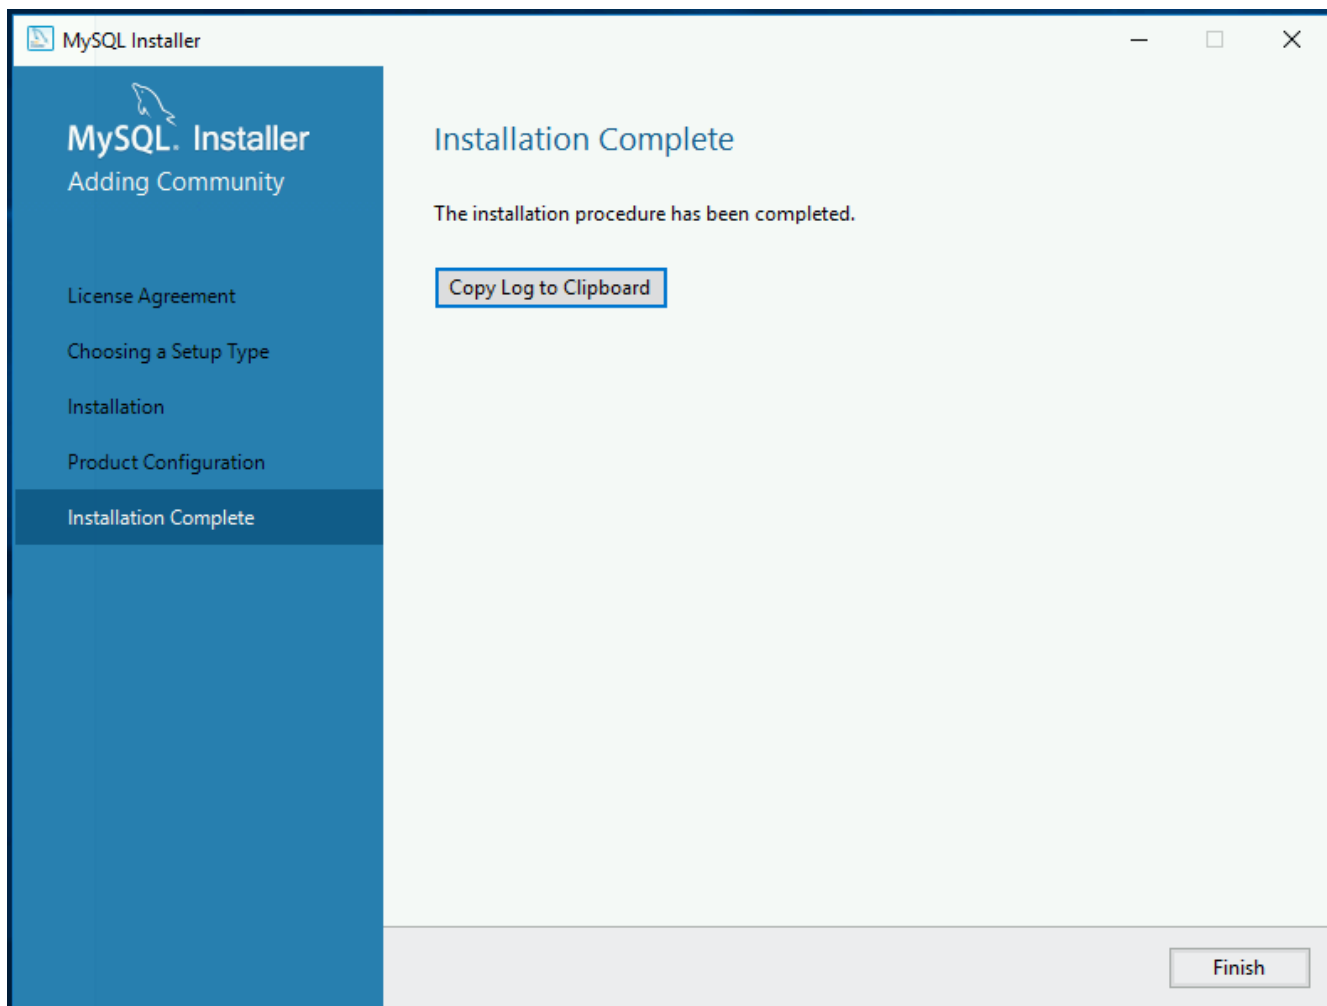 MySQL Installer
MySQL. Installer
Adding Community
License Agreement
Choosing a Setup Type
Installation
Product Configuration
Installation Complete
Installation Complete
The installation procedure has been completed.
Copy Log to Clipboard
Finish